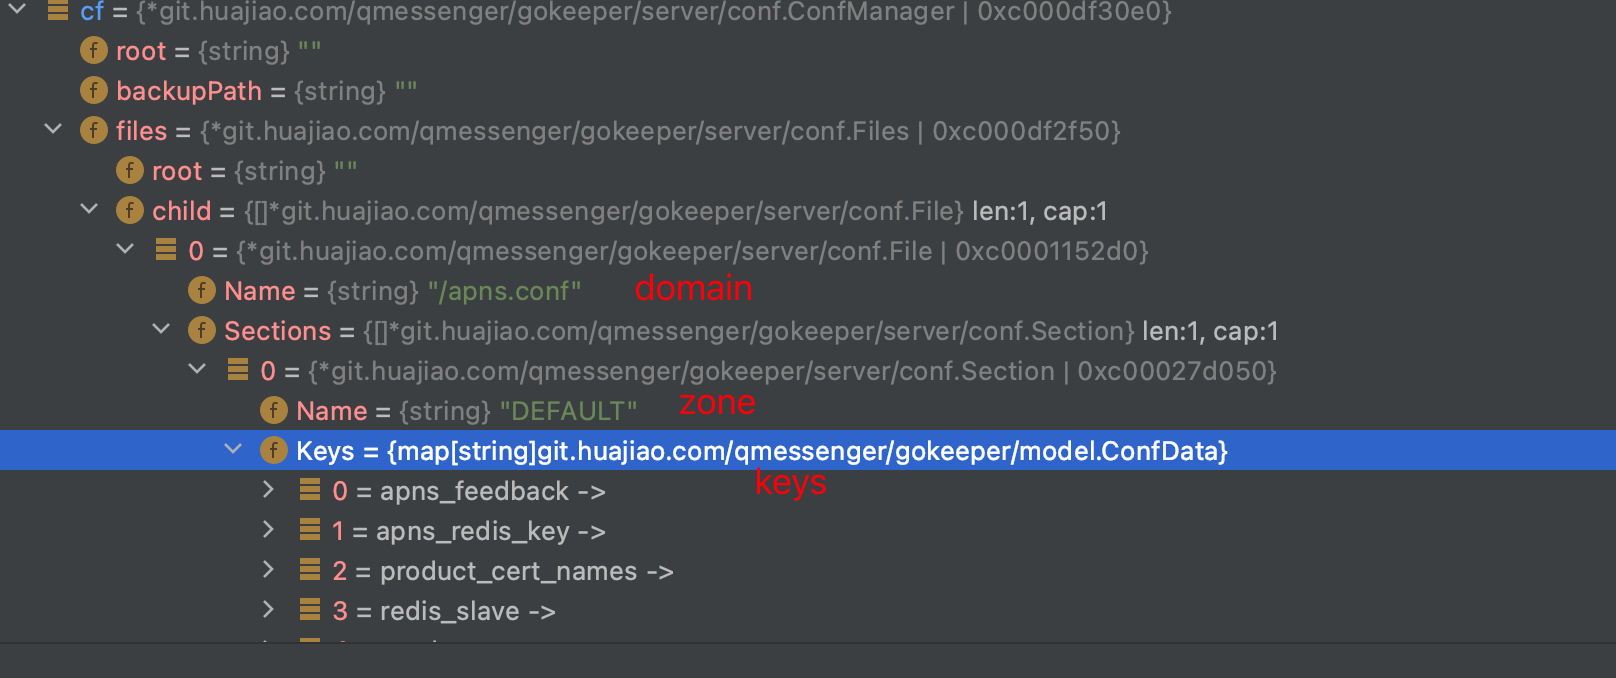 cf = {*git.huajiao.com/qmessenger/gokeeper/server/conf.ConfManager | 0xc000df30e0}
f root = {string} ""
f backupPath = {string} ""
f files = {*git.huajiao.com/qmessenger/gokeeper/server/conf.Files | 0xc000df2f50}
f root = {string} ""
f child = {[]*git.huajiao.com/qmessenger/gokeeper/server/conf.File} len:1, cap:1
0 = {*git.huajiao.com/qmessenger/gokeeper/server/conf.File | 0xc0001152d0}
f Name = {string} "/apns.conf" domain
f Sections = {[]*git.huajiao.com/qmessenger/gokeeper/server/conf.Section} len:1, cap:1
0 = {*git.huajiao.com/qmessenger/gokeeper/server/conf.Section | 0xc00027d050}
f Name = {string} "DEFAULT" zone
f Keys = {map[string]git.huajiao.com/qmessenger/gokeeper/model.ConfData}
keys
0 = apns_feedback ->
1 = apns_redis_key ->
2 = product_cert_names ->
3 = redis_slave ->